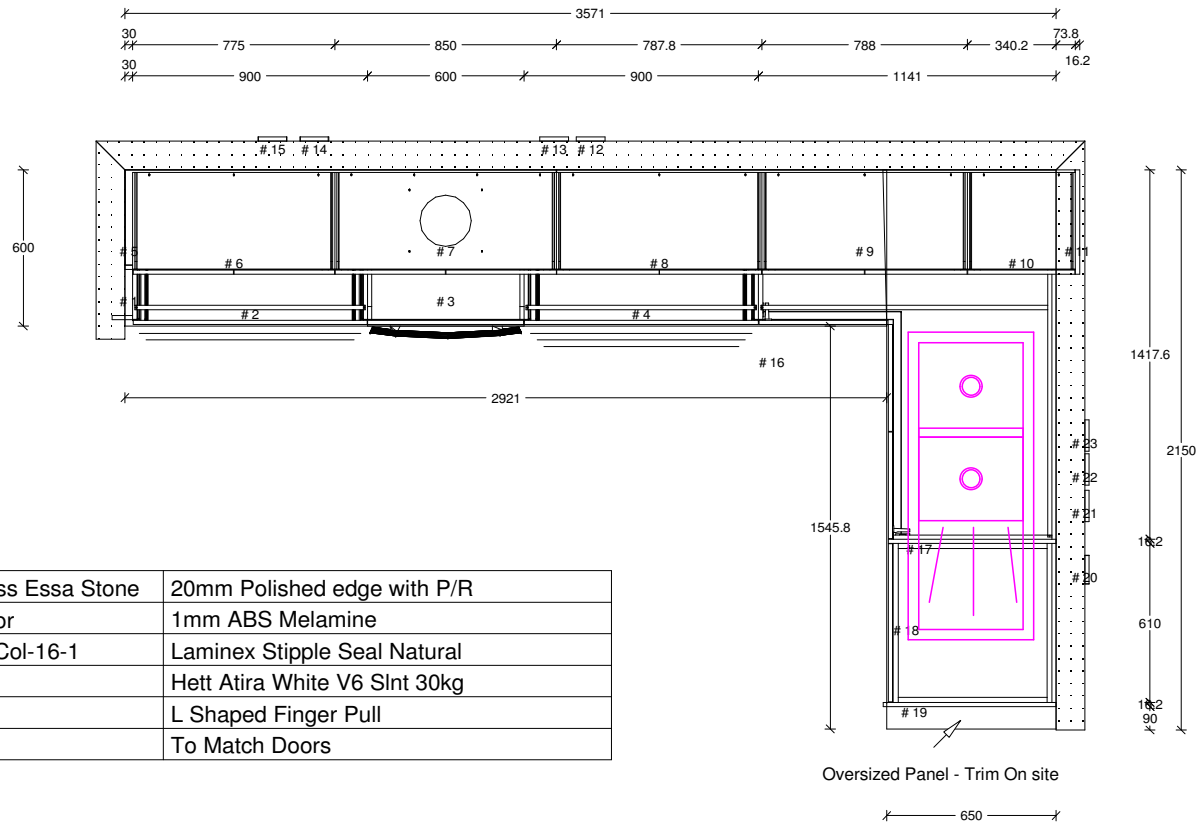 3571
30 775 850 787.8 788 340.2 73.8
16.2
30 900 600 900 1141
# 15 # 14 # 13 # 12
# 5 # 6 # 7 # 8 # 9 # 10 # 11
600
# 1 # 2 # 3 # 4
# 16
2921
1417.6
2150
# 23
# 22
# 21
1545.8
# 17
16.2
# 20
# 18
610
# 19
16.2
90
ss Essa Stone 20mm Polished edge with P/R
or 1mm ABS Melamine
Col-16-1 Laminex Stipple Seal Natural
Hett Atira White V6 Slnt 30kg
L Shaped Finger Pull
To Match Doors
Oversized Panel - Trim On site
650